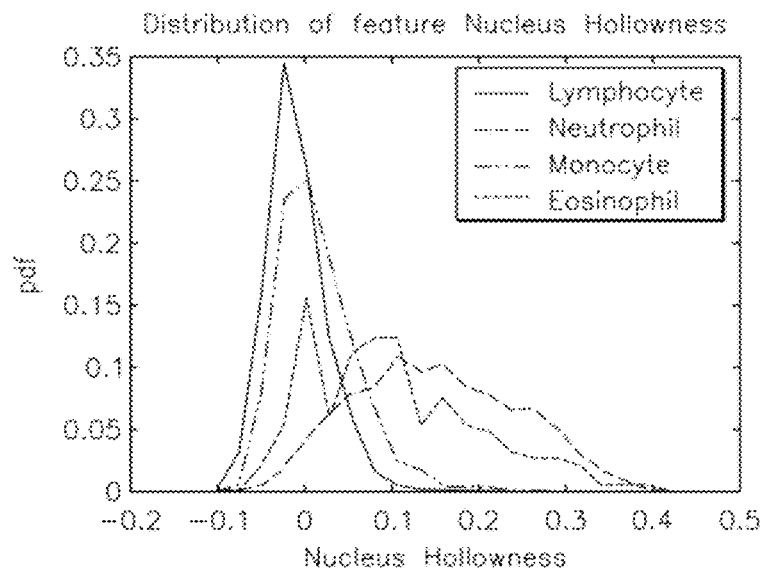 Distribution of feature Nucleus Hollowness
0.35
0.3
0.25
0.2
0.15
0.1
0.05
0
pdf
Lymphocyte
Neutrophil
Monocyte
Eosinophil
−0.2 −0.1 0 0.1 0.2 0.3 0.4 0.5
Nucleus Hollowness